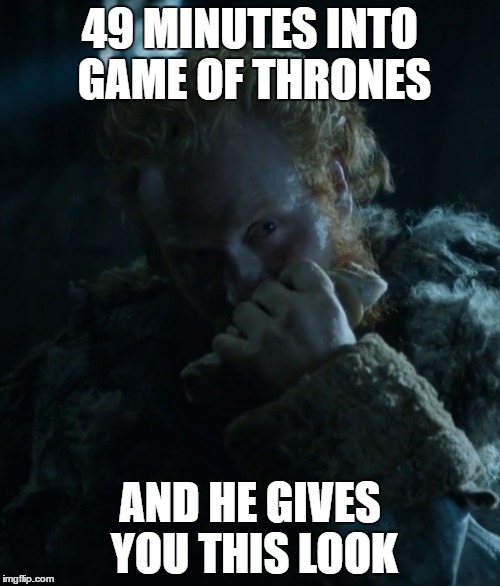 49 MINUTES INTO
GAME OF THRONES
AND HE GIVES
YOU THIS LOOK
imgflip.com